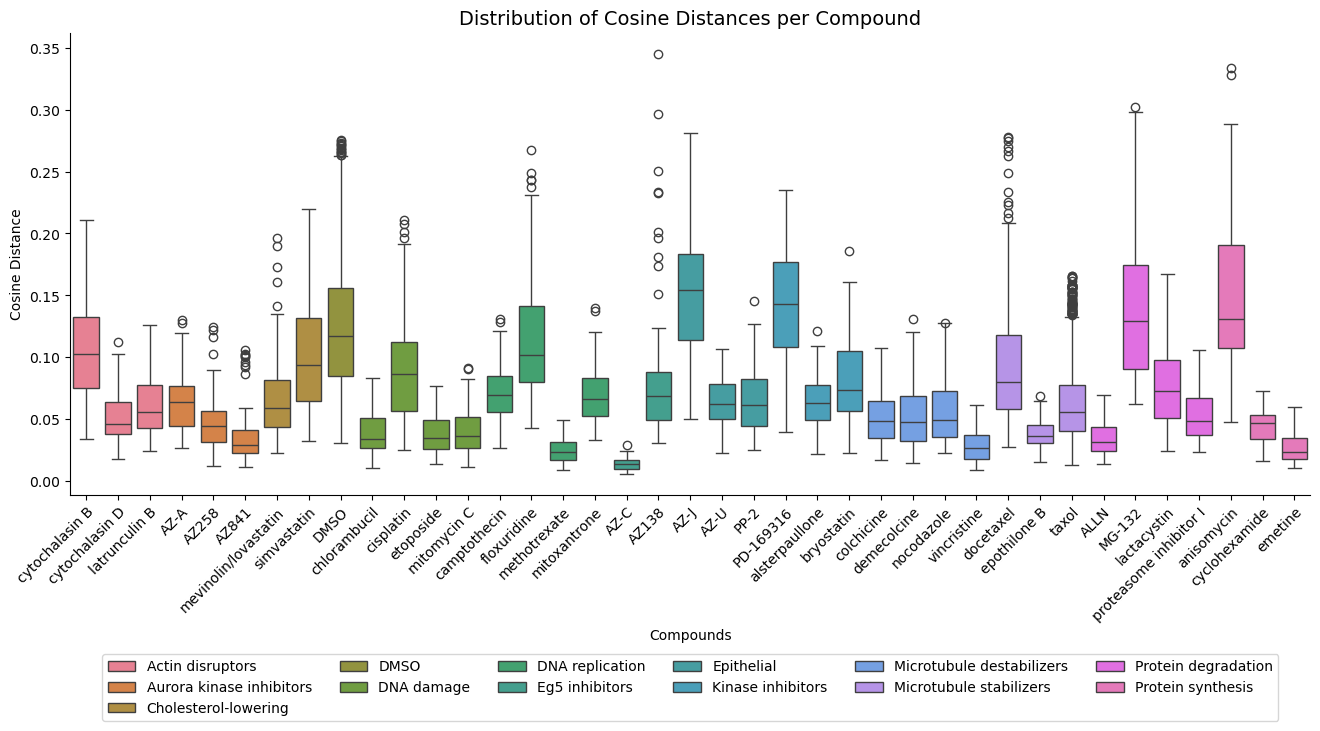 Distribution of Cosine Distances per Compound
Cosine Distance
0.35
0.30
0.25
0.20
0.15
0.10
0.05
0.00
cytochalasin B
cytochalasin D
latrunculin B
AZ-A
AZ258
AZ841
mevinolin/lovastatin
simvastatin
DMSO
chlorambucil
cisplatin
etoposide
mitomycin C
camptothecin
floxuridine
methotrexate
mitoxantrone
AZ-C
AZ138
AZ-J
AZ-U
PP-2
PD-169316
alsterpaullone
bryostatin
colchicine
demecolcine
nocodazole
vincristine
docetaxel
epothilone B
taxol
ALLN
MG-132
lactacystin
proteasome inhibitor I
anisomycin
cyclohexamide
emetine
Compounds
Actin disruptors
Aurora kinase inhibitors
Cholesterol-lowering
DMSO
DNA damage
DNA replication
Eg5 inhibitors
Epithelial
Kinase inhibitors
Microtubule destabilizers
Microtubule stabilizers
Protein degradation
Protein synthesis